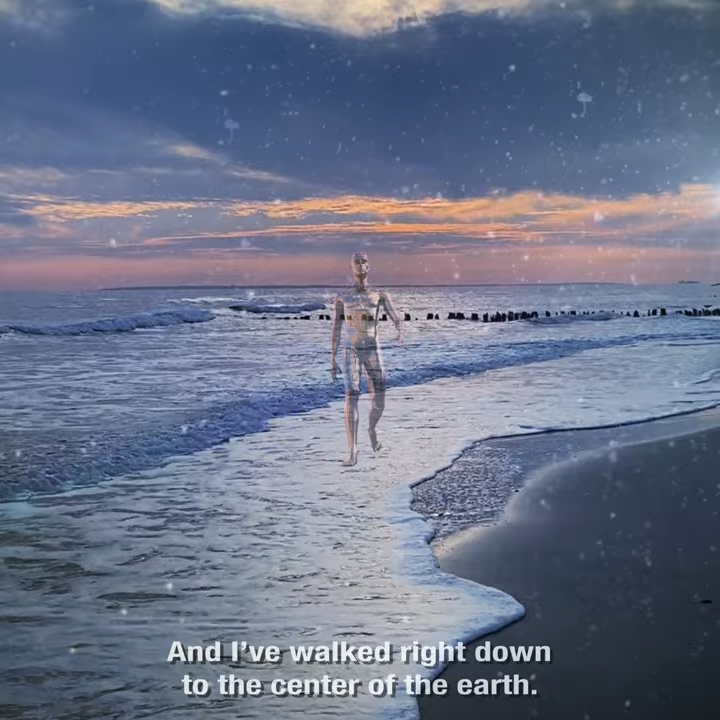 And I've walked right down
to the center of the earth.